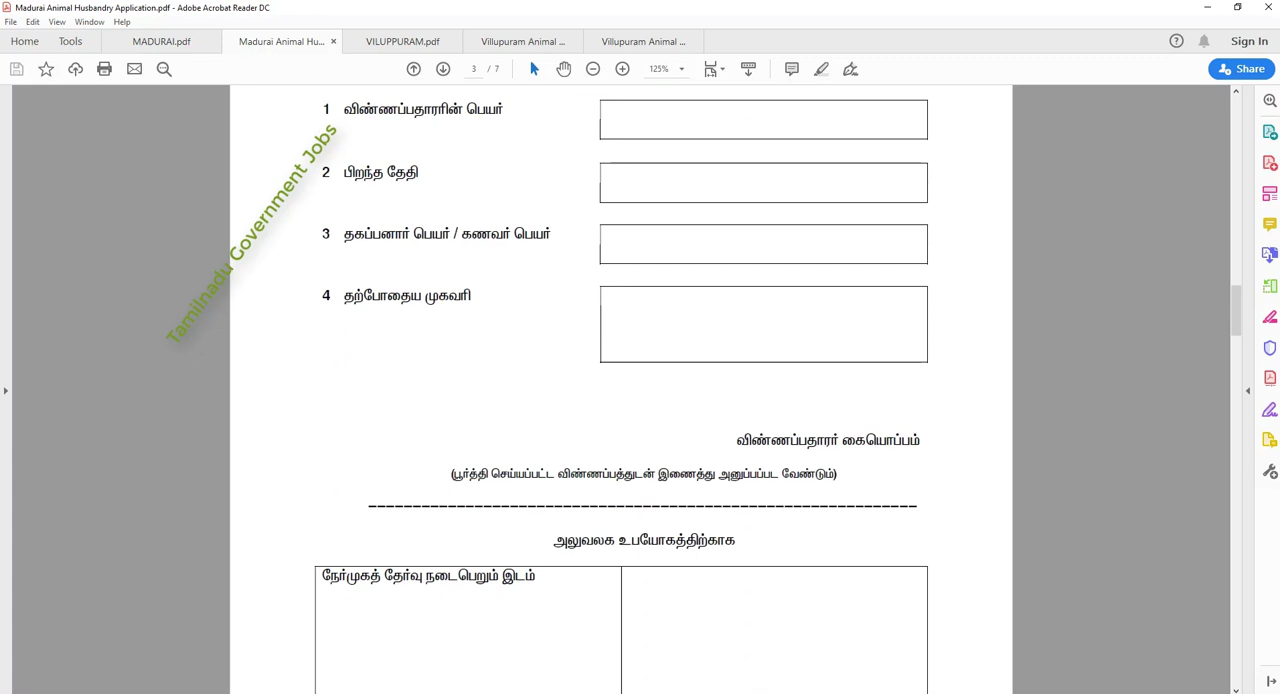 Madurai Animal Husbandry Application.pdf - Adobe Acrobat Reader DC
File Edit View Window Help
Home Tools MADURAI.pdf Madurai Animal Hu... × VILUPPURAM.pdf Villupuram Animal ... Villupuram Animal ... Sign In
3 / 7 125% Share
1 விண்ணப்பதாரரின் பெயர்
2 பிறந்த தேதி
3 தகப்பனார் பெயர் / கணவர் பெயர்
4 தற்போதைய முகவரி
Tamilnadu Government Jobs
விண்ணப்பதாரர் கையொப்பம்
(பூர்த்தி செய்யப்பட்ட விண்ணப்பத்துடன் இணைத்து அனுப்பப்பட வேண்டும்)
அலுவலக உபயோகத்திற்காக
நேர்முகத் தேர்வு நடைபெறும் இடம்